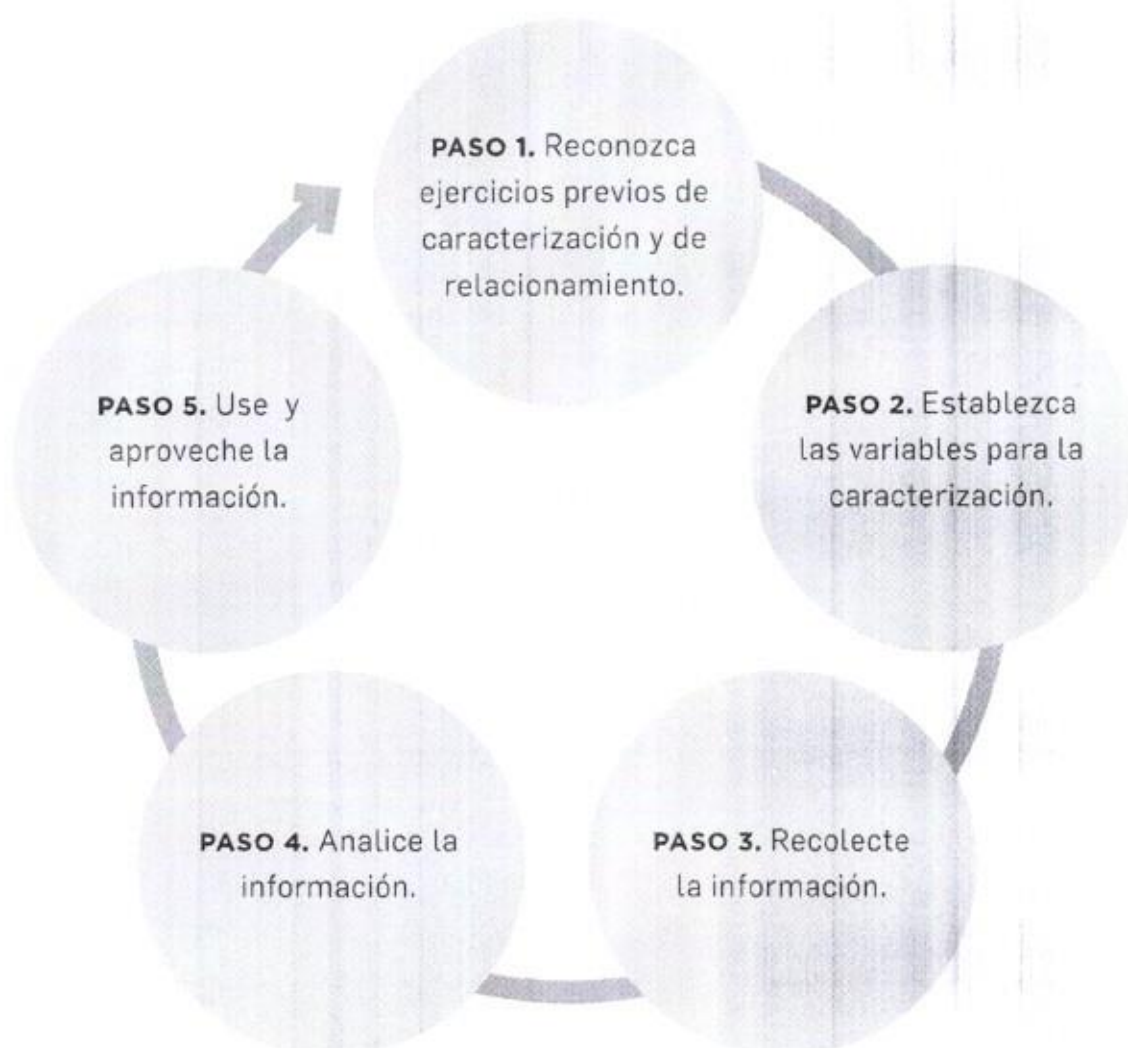 PASO 1. Reconozca
ejercicios previos de
caracterización y de
relacionamiento.
PASO 2. Establezca
las variables para la
caracterización.
PASO 3. Recolecte
la información.
PASO 4. Analice la
información.
PASO 5. Use y
aproveche la
información.